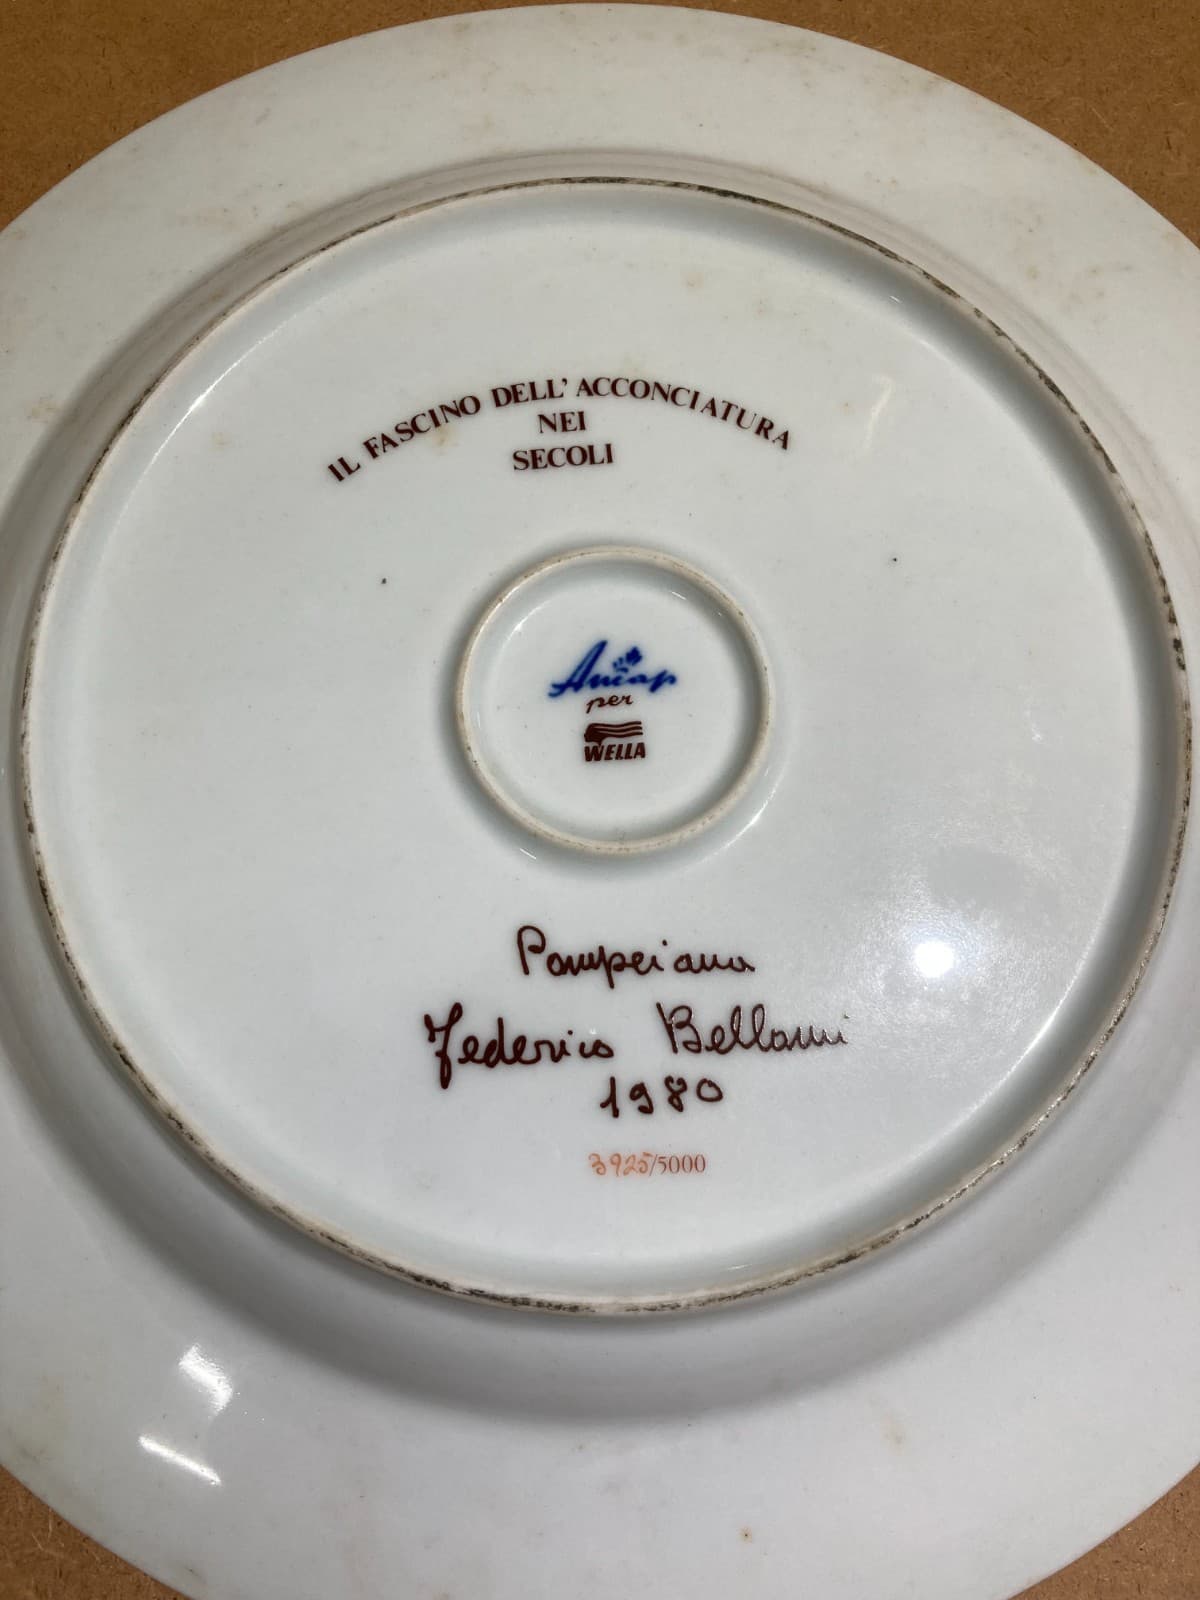 IL FASCINO DELL' ACCONCIATURA
NEI
SECOLI
Ancap
per
WELLA
Pompeiana
Federico Bellomi
1980
3925/5000